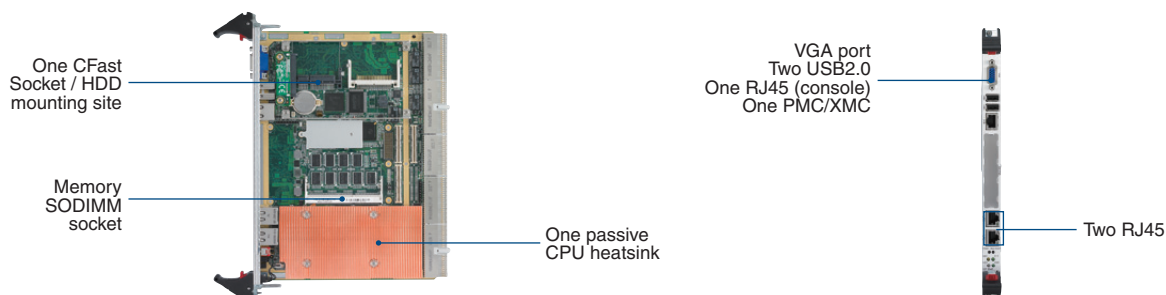 One CFast
Socket / HDD
mounting site
Memory
SODIMM
socket
One passive
CPU heatsink
VGA port
Two USB2.0
One RJ45 (console)
One PMC/XMC
Two RJ45